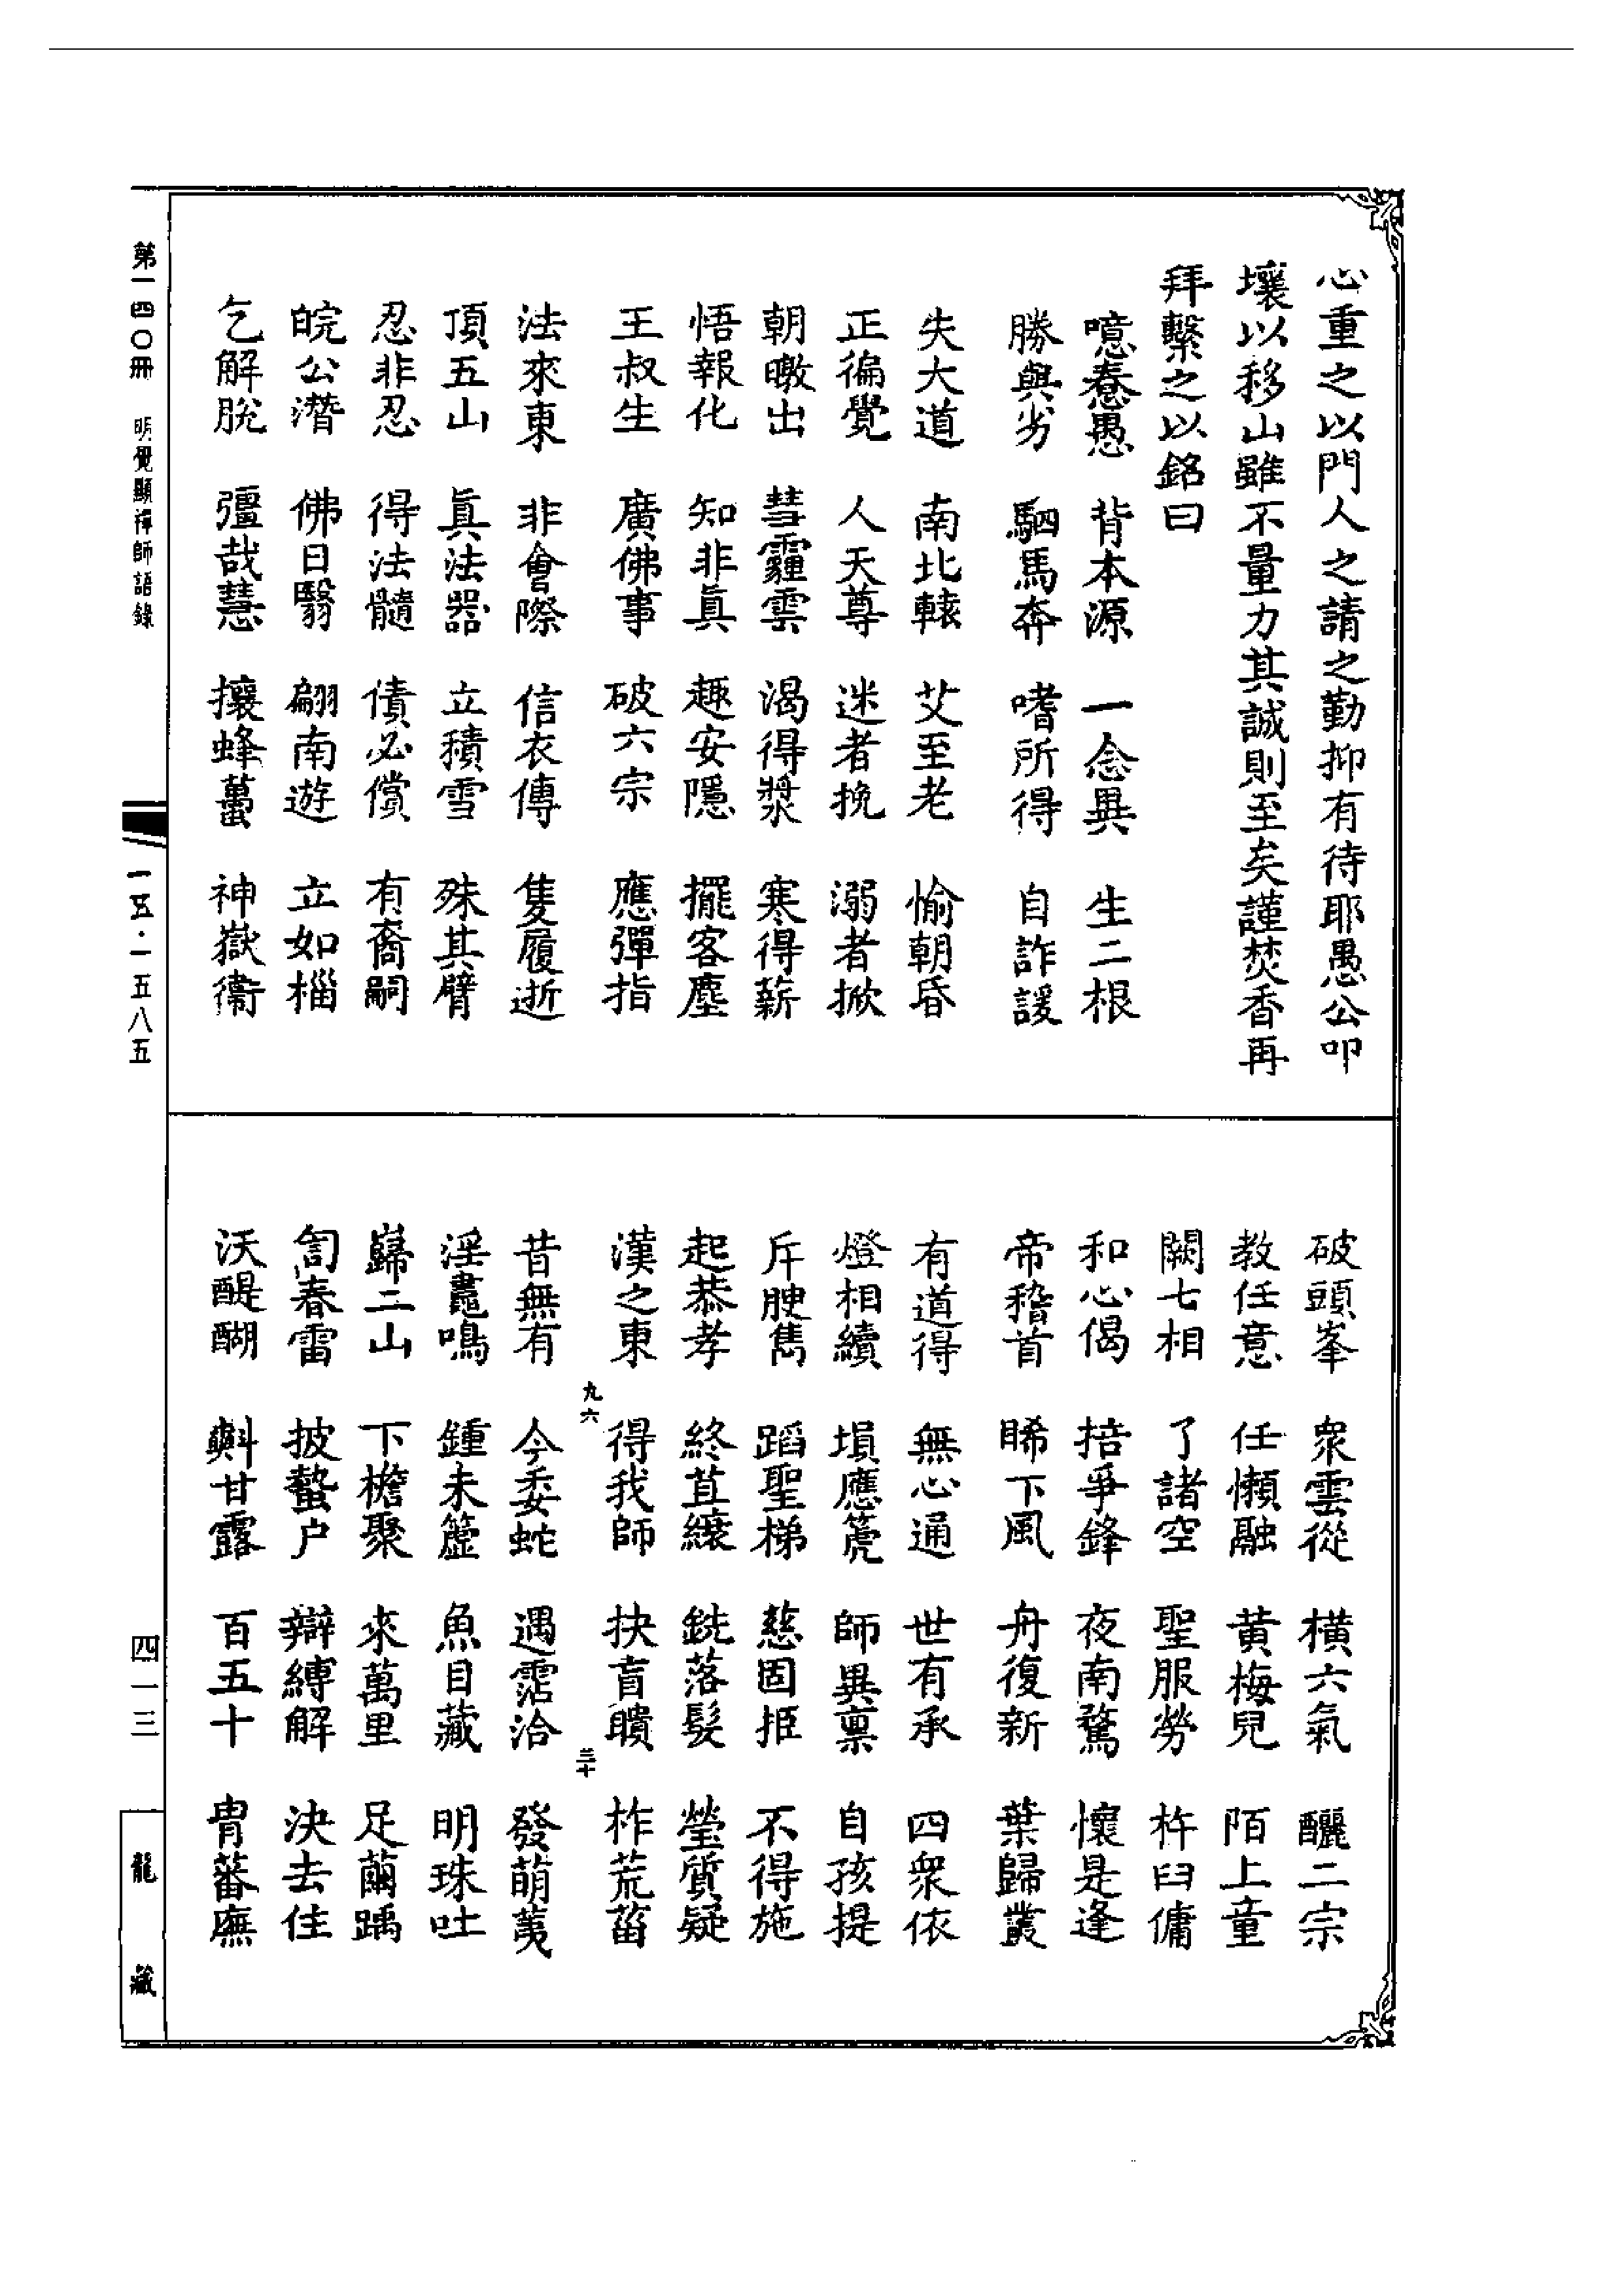 心重之以門人之請之勤抑有待耶愚公叩
壤以移山雖不量力其誠則至矣謹焚香再
拜繫之以銘曰
噫惷愚 背本源 一念異 生二根
勝與劣 駟馬奔 嗜所得 自詐諼
失大道 南北轅 艾至老 愉朝昏
正徧覺 人天尊 迷者挽 溺者掀
朝暾出 彗霾雲 渴得漿 寒得薪
悟報化 知非真 趣安隱 擺客塵
王叔生 廣佛事 破六宗 應彈指
法來東 非會際 信衣傳 隻履逝
頂五山 真法器 立積雪 殊其臂
忍非忍 得法髓 債必償 有裔嗣
皖公潛 佛日翳 翩南遊 立如椔
乞解脫 彊哉慧 攘蜂蠆 神嶽衞
破頭峯 衆雲從 橫六氣 釃二宗
教任意 任懶融 黃梅兒 陌上童
闕七相 了諸空 聖服勞 杵臼傭
和心偈 掊爭鋒 夜南騖 懷是逢
帝稽首 睎下風 舟復新 葉歸叢
有道得 無心通 世有承 四衆依
燈相續 塤應箎 師異稟 自孩提
斥腴雋 蹈聖梯 慈固拒 不得施
起恭孝 終苴縗 銑落髮 瑩質疑
漢之東 得我師 抉盲瞶 柞荒菑
昔無有 今委蛇 遇霑洽 發萌荑
淫鼃鳴 鍾未簴 魚目藏 明珠吐
歸二山 下檐聚 來萬里 足繭踽
訇春雷 披蟄户 辯縛解 決去住
沃醍醐 㪺甘露 百五十 胄蕃廡
九六
三十
第一四〇冊 明覺顯禪師語錄
一五·一五八五
四一三
龍藏